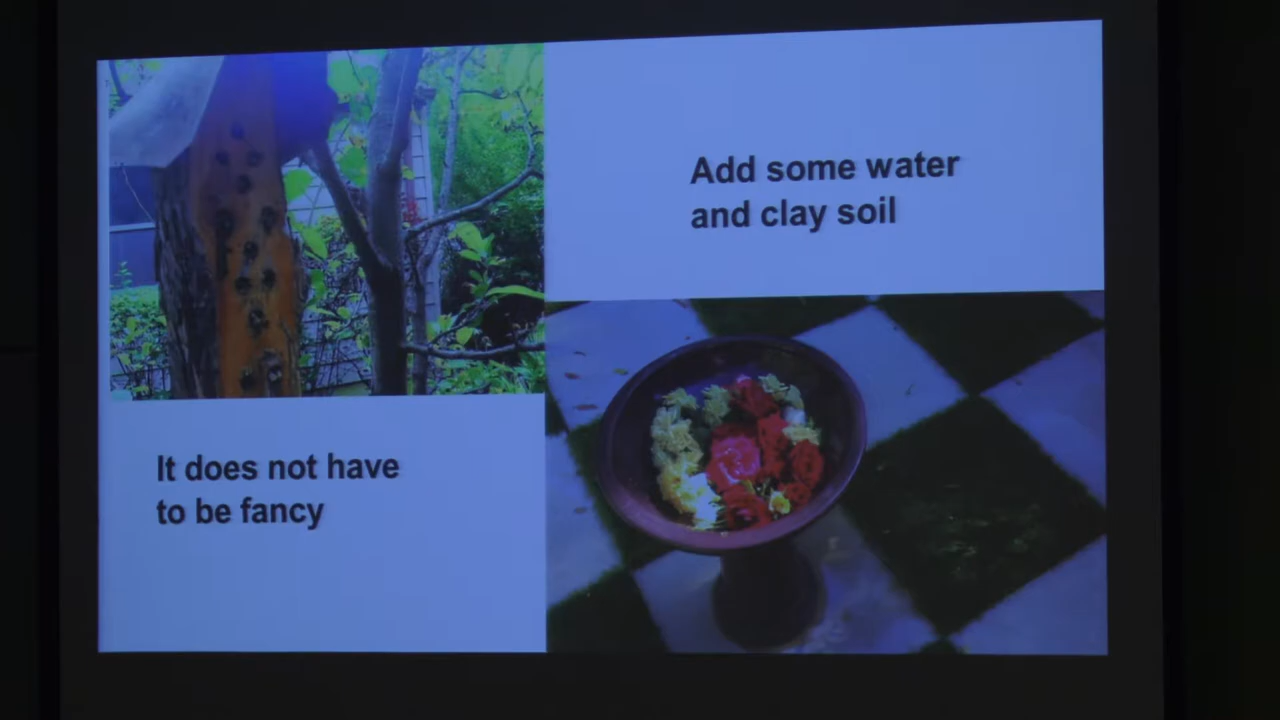 Add some water
and clay soil
It does not have
to be fancy